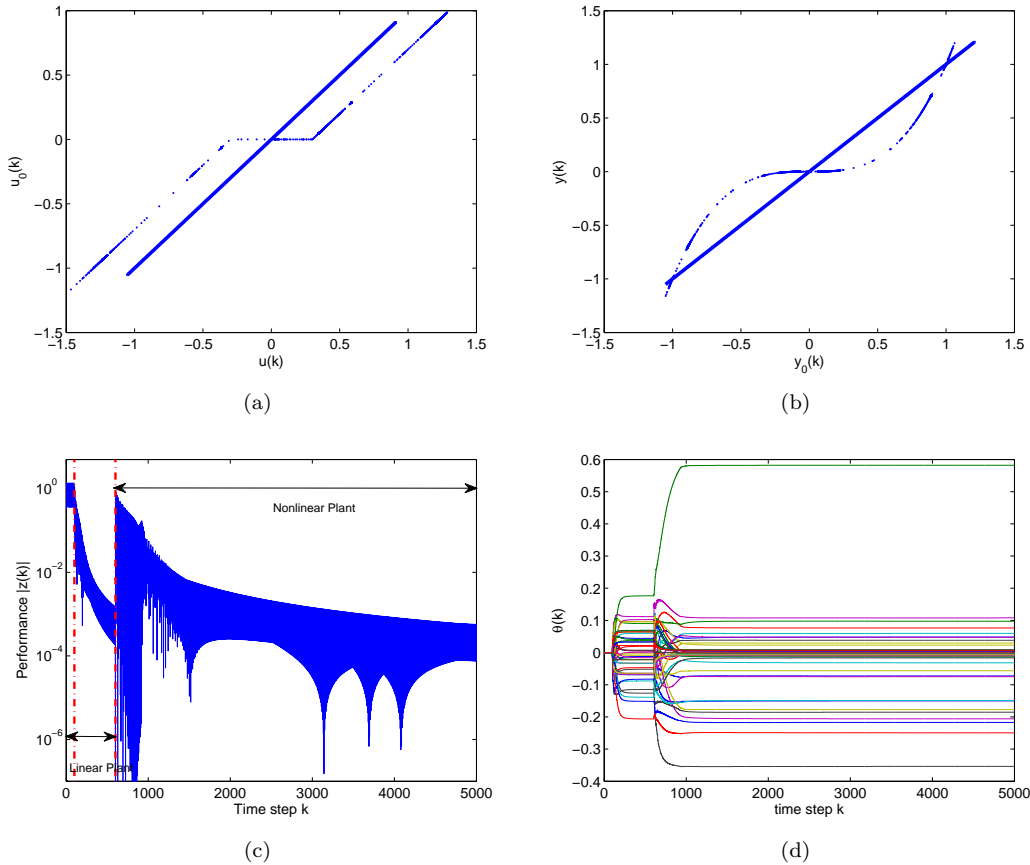 1
0.5
0
−0.5
−1
−1.5
u_0(k)
−1.5 −1 −0.5 0 0.5 1 1.5
u(k)
(a)
1.5
1
0.5
0
−0.5
−1
−1.5
y(k)
−1.5 −1 −0.5 0 0.5 1 1.5
y_0(k)
(b)
10^0
10^−2
10^−4
10^−6
Performance |z(k)|
Nonlinear Plant
Linear Plant
0 1000 2000 3000 4000 5000
Time step k
(c)
0.6
0.5
0.4
0.3
0.2
0.1
0
−0.1
−0.2
−0.3
−0.4
θ(k)
0 1000 2000 3000 4000 5000
time step k
(d)